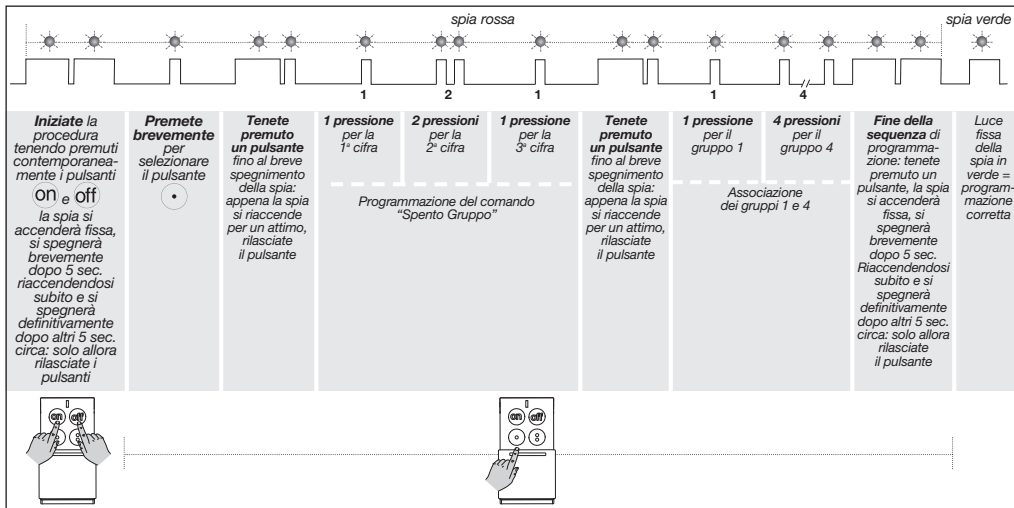 spia rossa
spia verde
1
2
1
1
4
Iniziate la
procedura
tenendo premuti
contemporanea-
mente i pulsanti
on e off
la spia si
accenderà fissa,
si spegnerà
brevemente
dopo 5 sec.
riaccendendosi
subito e si
spegnerà
definitivamente
dopo altri 5 sec.
circa: solo allora
rilasciate i
pulsanti
Premete
brevemente
per
selezionare
il pulsante
Tenete
premuto
un pulsante
fino al breve
spegnimento
della spia:
appena la spia
si riaccende
per un attimo,
rilasciate
il pulsante
1 pressione
per la
1ª cifra
2 pressioni
per la
2ª cifra
1 pressione
per la
3ª cifra
Programmazione del comando
“Spento Gruppo”
Tenete
premuto
un pulsante
fino al breve
spegnimento
della spia:
appena la spia
si riaccende
per un attimo,
rilasciate
il pulsante
1 pressione
per il
gruppo 1
4 pressioni
per il
gruppo 4
Associazione
dei gruppi 1 e 4
Fine della
sequenza di
programma-
zione: tenete
premuto un
pulsante, la spia
si accenderà
fissa, si
spegnerà
brevemente
dopo 5 sec.
Riaccendendosi
subito e si
spegnerà
definitivamente
dopo altri 5 sec.
circa: solo allora
rilasciate
il pulsante
Luce
fissa
della
spia in
verde =
program-
mazione
corretta
on off
on off